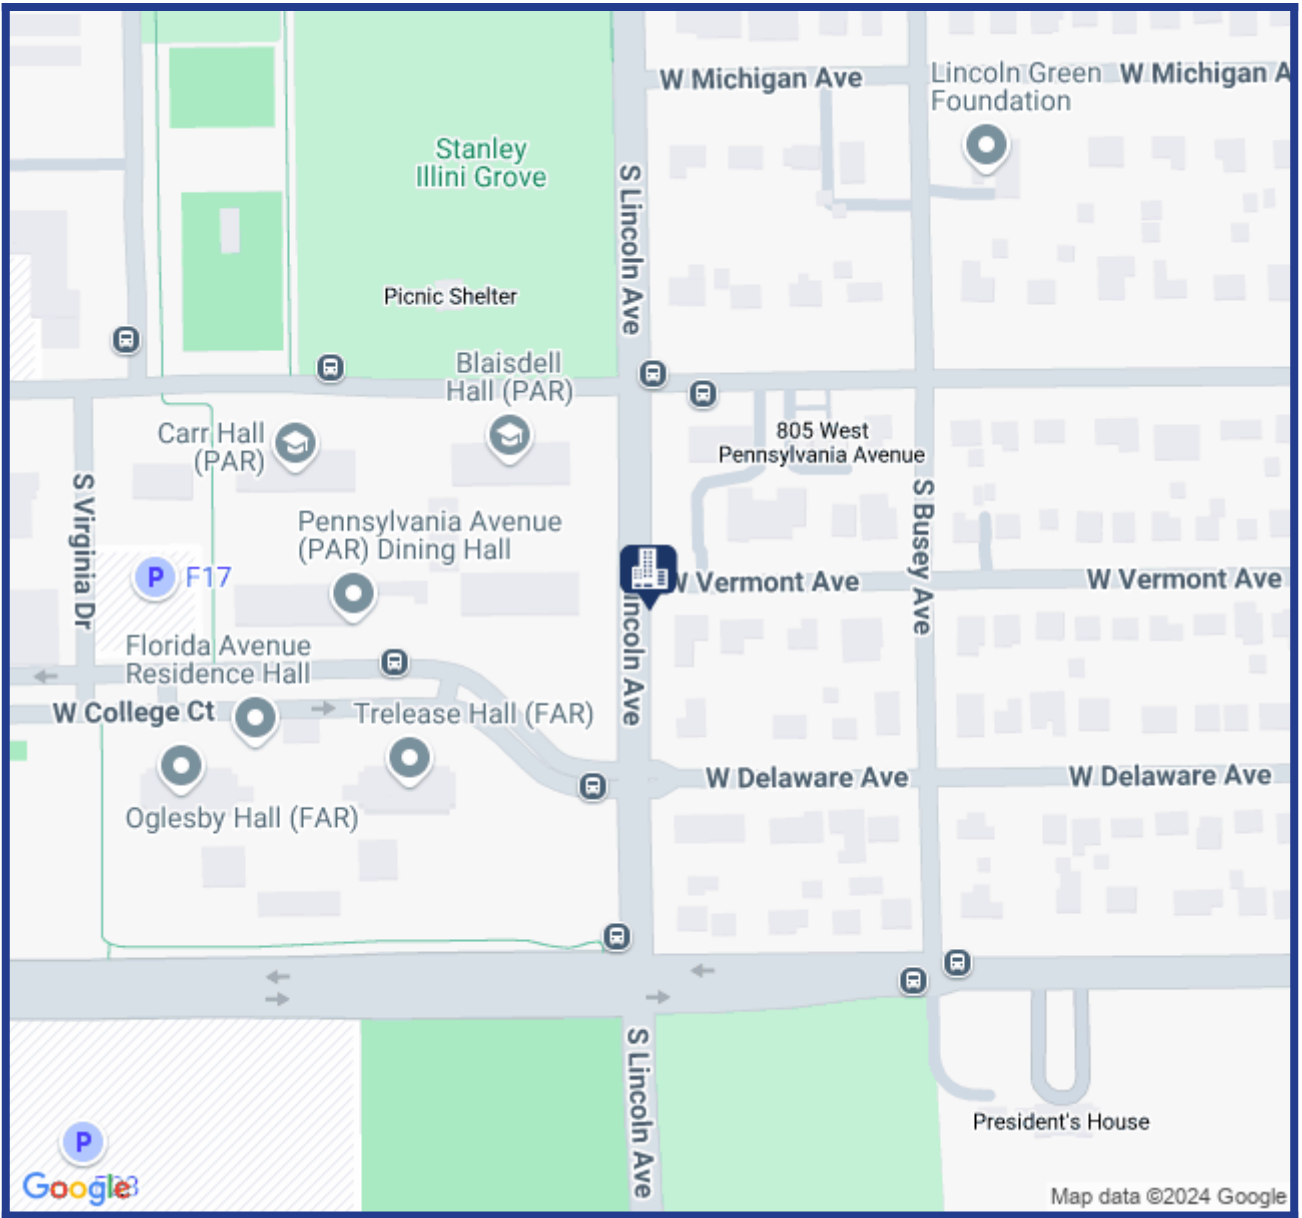 W Michigan Ave
Lincoln Green
Foundation
W Michigan A
Stanley
Illini Grove
S Lincoln Ave
Picnic Shelter
Blaisdell
Hall (PAR)
Carr Hall
(PAR)
805 West
Pennsylvania Avenue
S Virginia Dr
Pennsylvania Avenue
(PAR) Dining Hall
S Busey Ave
P F17
W Vermont Ave
W Vermont Ave
incoln Ave
Florida Avenue
Residence Hall
W College Ct
Trelease Hall (FAR)
W Delaware Ave
W Delaware Ave
Oglesby Hall (FAR)
S Lincoln Ave
President's House
P
Google
Map data ©2024 Google